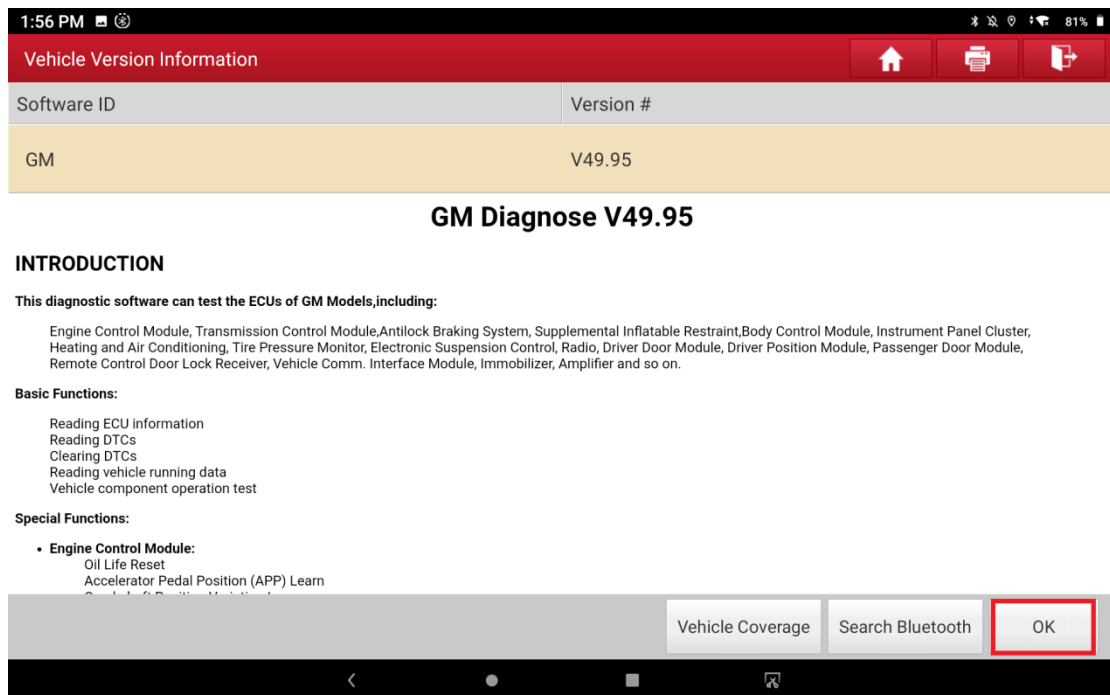 1:56 PM
81%
Vehicle Version Information
Software ID Version #
GM V49.95
GM Diagnose V49.95
INTRODUCTION
This diagnostic software can test the ECUs of GM Models,including:
Engine Control Module, Transmission Control Module,Antilock Braking System, Supplemental Inflatable Restraint,Body Control Module, Instrument Panel Cluster,
Heating and Air Conditioning, Tire Pressure Monitor, Electronic Suspension Control, Radio, Driver Door Module, Driver Position Module, Passenger Door Module,
Remote Control Door Lock Receiver, Vehicle Comm. Interface Module, Immobilizer, Amplifier and so on.
Basic Functions:
Reading ECU information
Reading DTCs
Clearing DTCs
Reading vehicle running data
Vehicle component operation test
Special Functions:
• Engine Control Module:
Oil Life Reset
Accelerator Pedal Position (APP) Learn
Vehicle Coverage Search Bluetooth OK